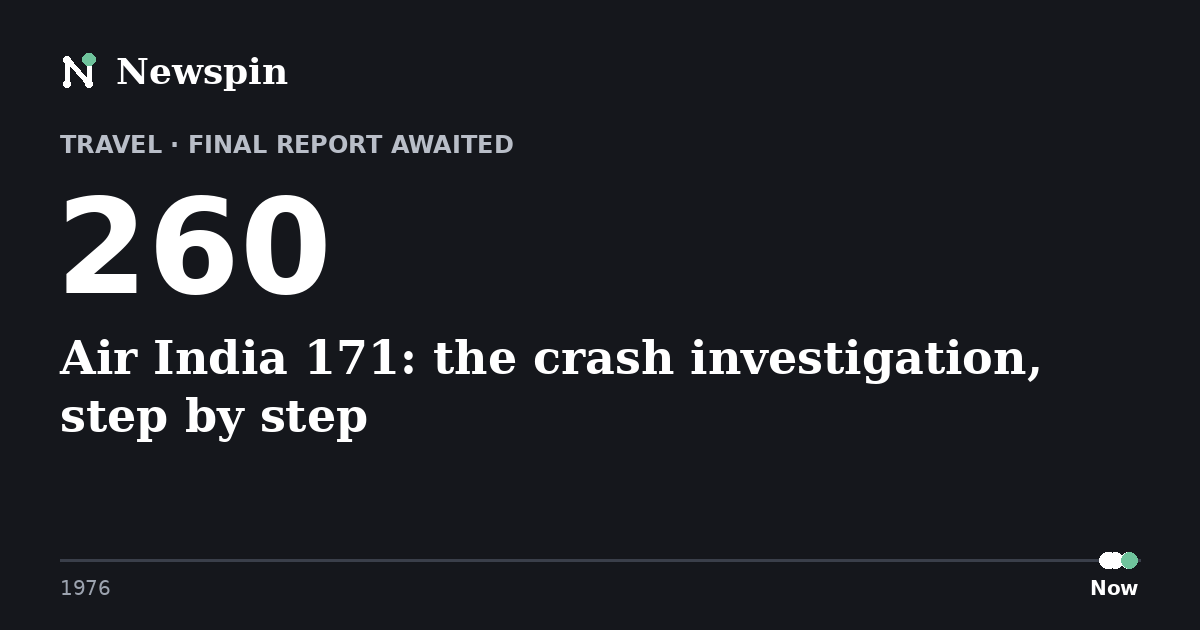 Newspin
TRAVEL · FINAL REPORT AWAITED
260
Air India 171: the crash investigation,
step by step
1976
Now